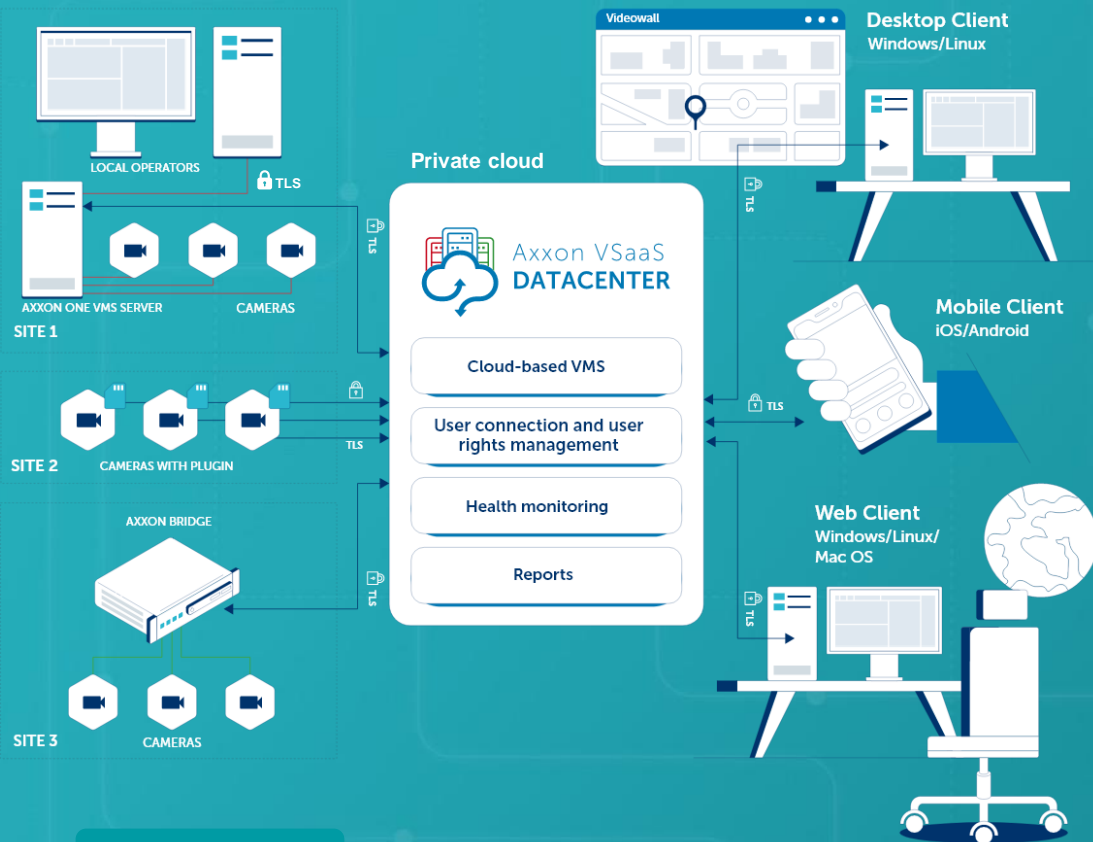 LOCAL OPERATORS
TLS
AXXON ONE VMS SERVER
CAMERAS
SITE 1
TLS
SITE 2
CAMERAS WITH PLUGIN
TLS
AXXON BRIDGE
TLS
SITE 3
CAMERAS
Private cloud
Axxon VSaaS
DATACENTER
Cloud-based VMS
User connection and user
rights management
Health monitoring
Reports
Videowall
Desktop Client
Windows/Linux
TLS
Mobile Client
iOS/Android
TLS
Web Client
Windows/Linux/
Mac OS
TLS